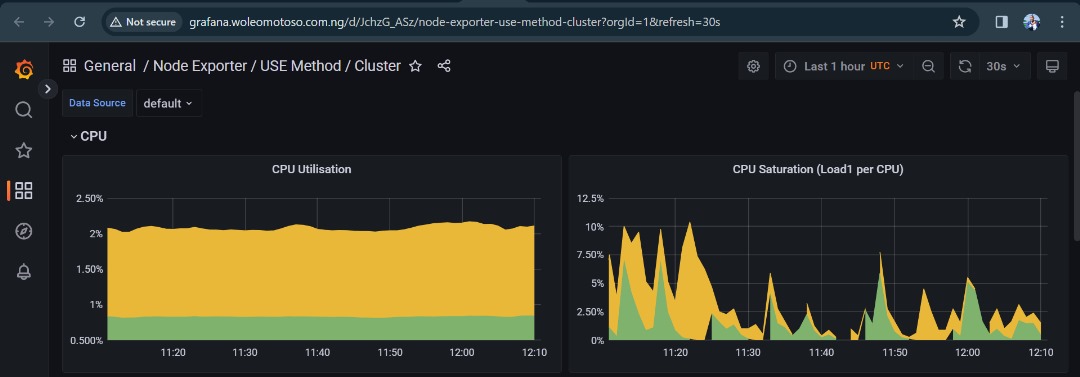 Not secure grafana.woleomotoso.com.ng/d/JchzG_ASz/node-exporter-use-method-cluster?orgId=1&refresh=30s
General / Node Exporter / USE Method / Cluster
Last 1 hour UTC
30s
Data Source default
CPU
CPU Utilisation
2.50%
2%
1.50%
1%
0.500%
11:20 11:30 11:40 11:50 12:00 12:10
CPU Saturation (Load1 per CPU)
12.5%
10%
7.50%
5%
2.50%
0%
11:20 11:30 11:40 11:50 12:00 12:10